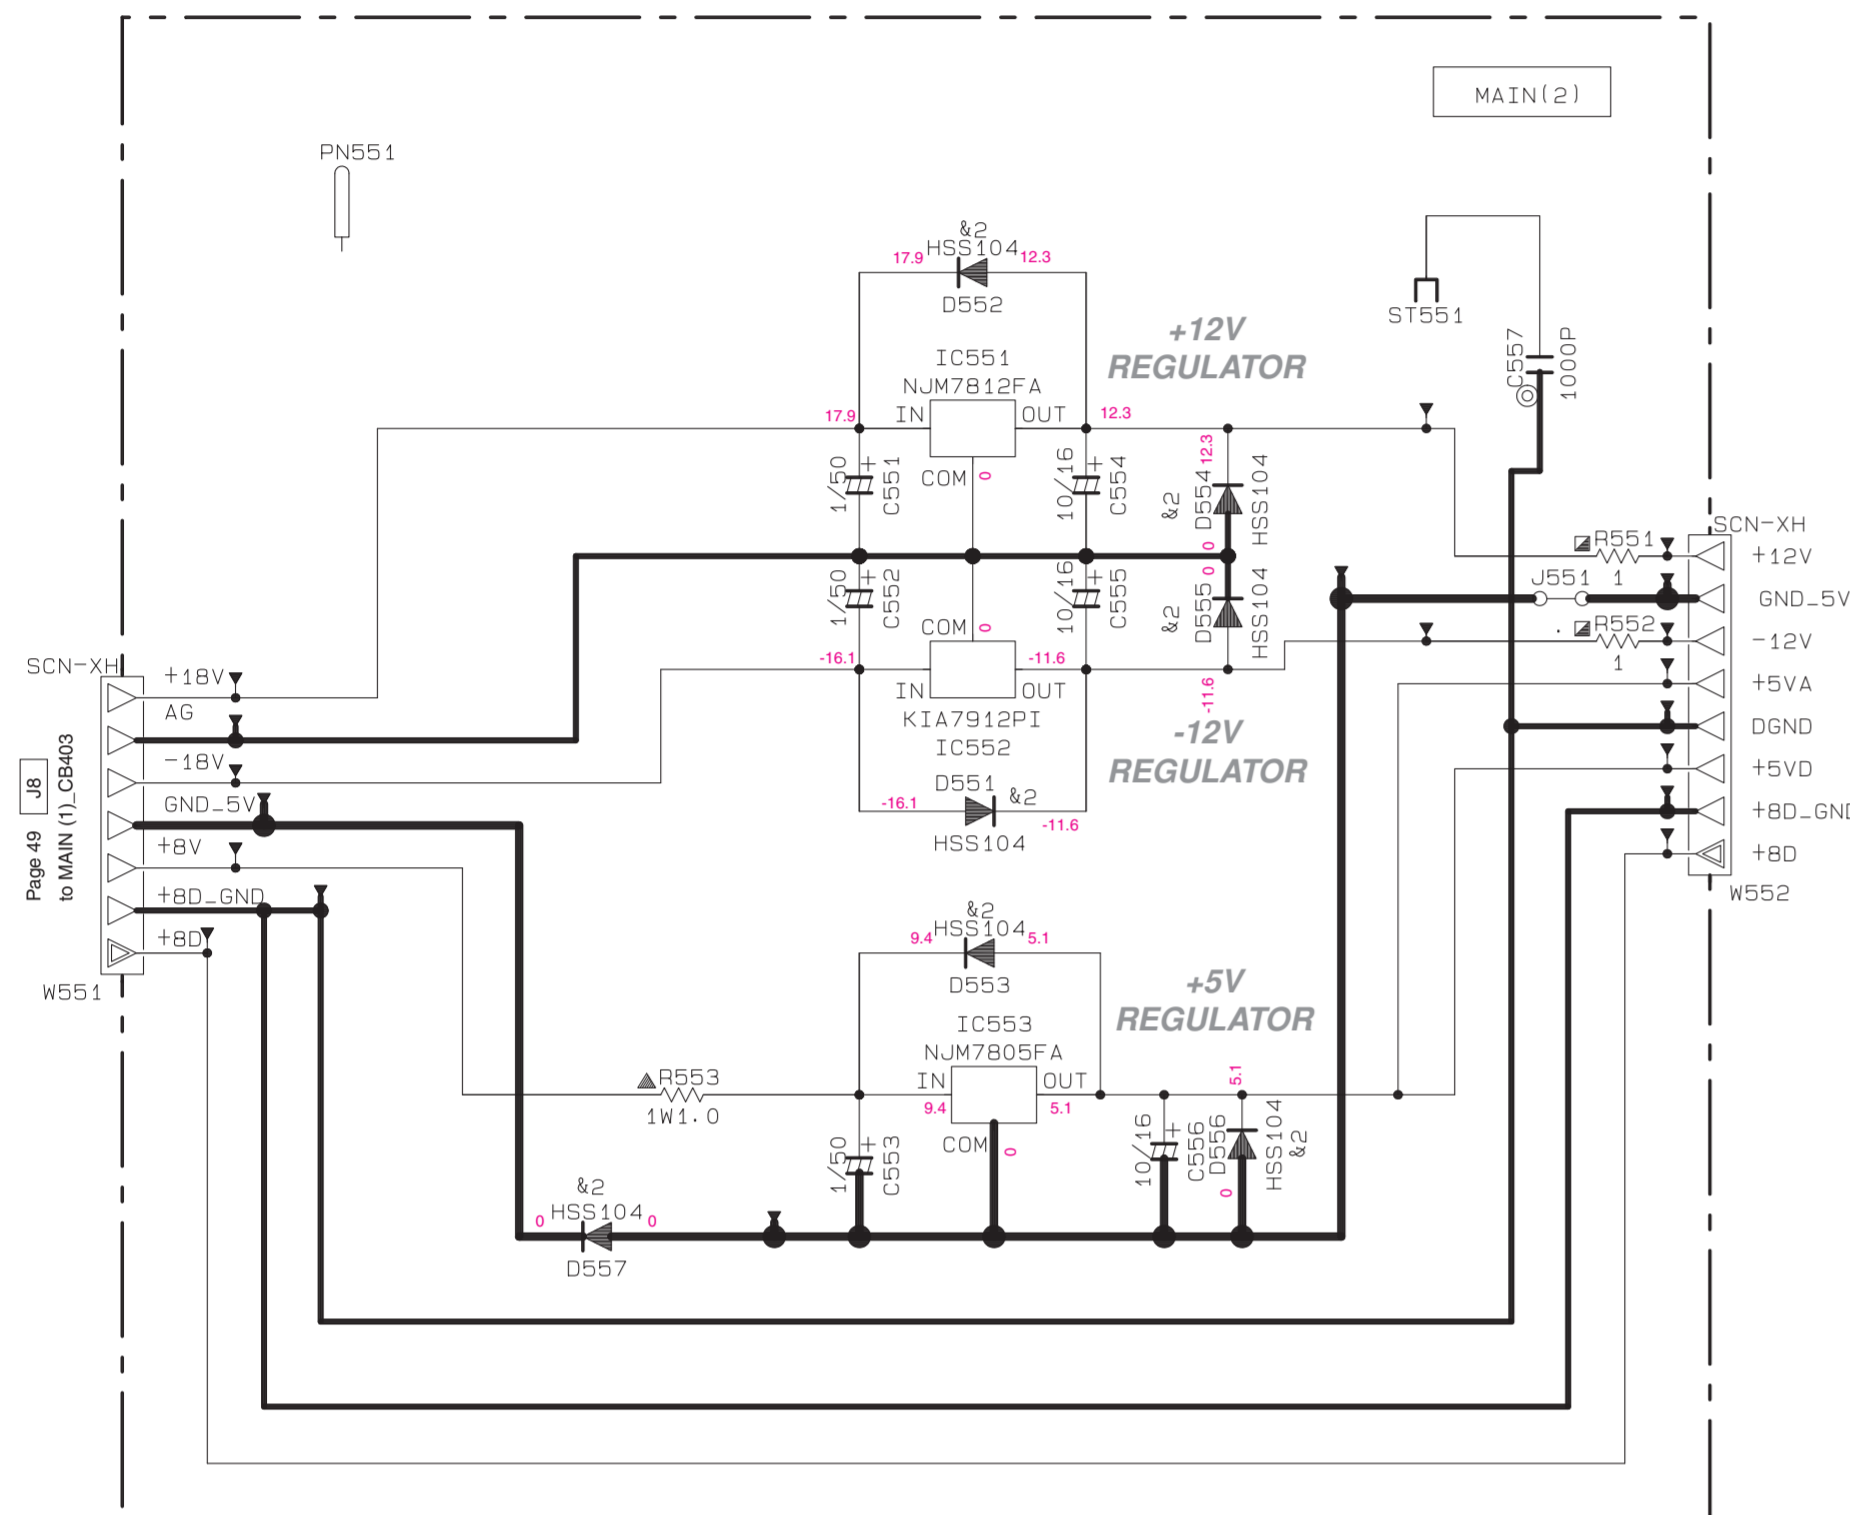 MAIN(2)
PN551
&2
HSS104
17.9
12.3
D552
+12V
REGULATOR
ST551
C557
1000P
IC551
NJM7812FA
17.9
IN
OUT
12.3
COM
0
1/50
+
C551
10/16
+
C554
12.3
&2
D554
HSS104
0
1/50
+
C552
10/16
+
C555
0
&2
D555
HSS104
COM
0
-16.1
-11.6
IN
OUT
-11.6
KIA7912PI
IC552
-12V
REGULATOR
D551
&2
-16.1
-11.6
HSS104
SCN-XH
R551
1
+12V
J551
GND_5V
R552
1
-12V
+5VA
DGND
+5VD
+8D_GND
+8D
W552
SCN-XH
+18V
AG
-18V
GND_5V
+8V
+8D_GND
+8D
W551
J8
Page 49
to MAIN (1)_CB403
&2
HSS104
9.4
5.1
D553
+5V
REGULATOR
IC553
NJM7805FA
R553
1W1.0
IN
OUT
9.4
5.1
COM
0
1/50
+
C553
10/16
+
C556
5.1
D556
HSS104
&2
0
&2
HSS104
0
0
D557